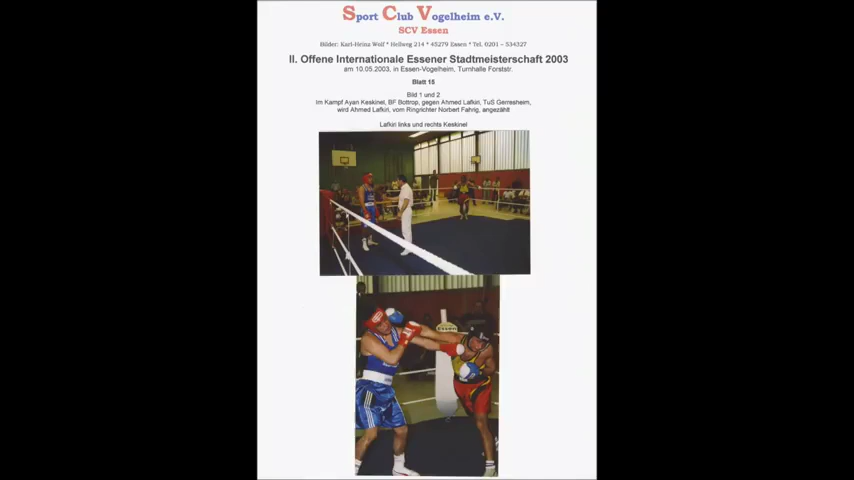 Sport Club Vogelheim e.V.
SCV Essen
Bilder: Karl-Heinz Wolf * Hellweg 214 * 45279 Essen * Tel. 0201 – 534327
II. Offene Internationale Essener Stadtmeisterschaft 2003
am 10.05.2003, in Essen-Vogelheim, Turnhalle Forststr.
Blatt 15
Bild 1 und 2
Im Kampf Ayan Keskinel, BF Bottrop, gegen Ahmed Lafkiri, TuS Gerresheim,
wird Ahmed Lafkiri, vom Ringrichter Norbert Fahrig, angezählt
Lafkiri links und rechts Keskinel